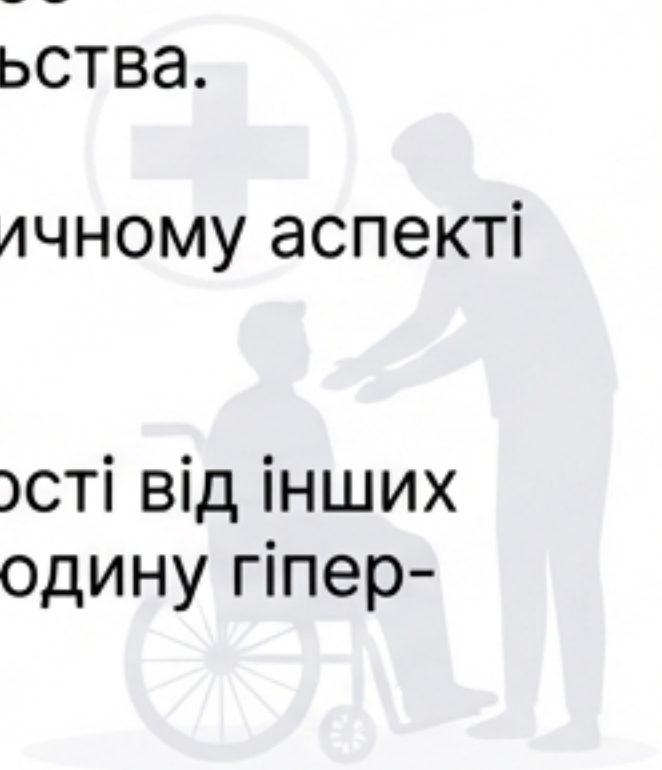 ьства.
ичному аспекті
ості від інших
одину гіпер-